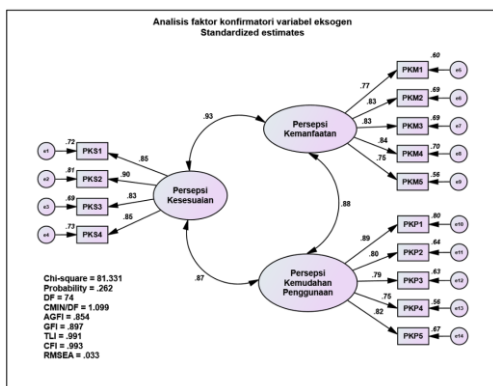 Analisis faktor konfirmatori variabel eksogen
Standardized estimates
e1
.72
PKS1
e2
.81
PKS2
e3
.69
PKS3
e4
.73
PKS4
.85
.90
.83
.85
Persepsi
Kesesuaian
.93
.87
.88
Persepsi
Kemanfaatan
.77
.83
.83
.84
.75
PKM1
.60
e5
PKM2
.69
e6
PKM3
.69
e7
PKM4
.70
e8
PKM5
.56
e9
Persepsi
Kemudahan
Penggunaan
.89
.80
.79
.75
.82
PKP1
.80
e10
PKP2
.64
e11
PKP3
.63
e12
PKP4
.56
e13
PKP5
.67
e14
Chi-square = 81.331
Probability = .262
DF = 74
CMIN/DF = 1.099
AGFI = .854
GFI = .897
TLI = .991
CFI = .993
RMSEA = .033